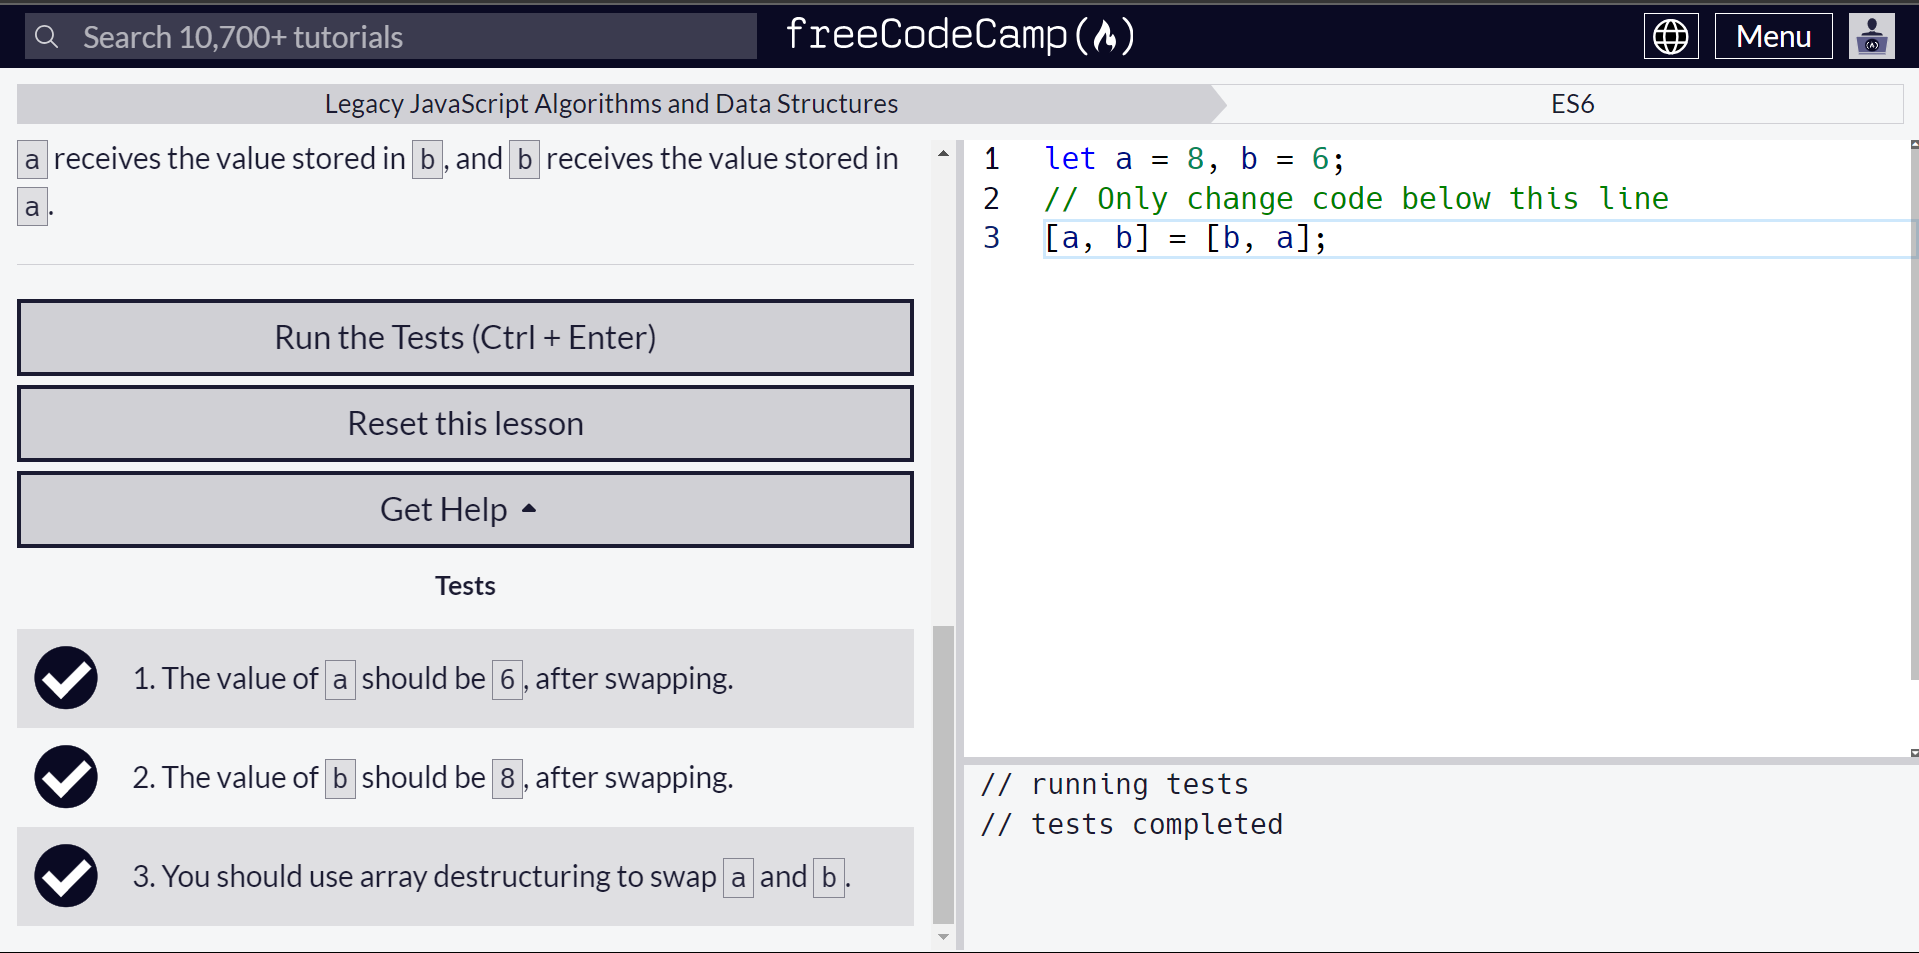 Search 10,700+ tutorials
freeCodeCamp(🔥)
Menu
Legacy JavaScript Algorithms and Data Structures
ES6
a receives the value stored in b, and b receives the value stored in
a.
Run the Tests (Ctrl + Enter)
Reset this lesson
Get Help
Tests
1. The value of a should be 6, after swapping.
2. The value of b should be 8, after swapping.
3. You should use array destructuring to swap a and b.
1 let a = 8, b = 6;
2 // Only change code below this line
3 [a, b] = [b, a];
// running tests
// tests completed